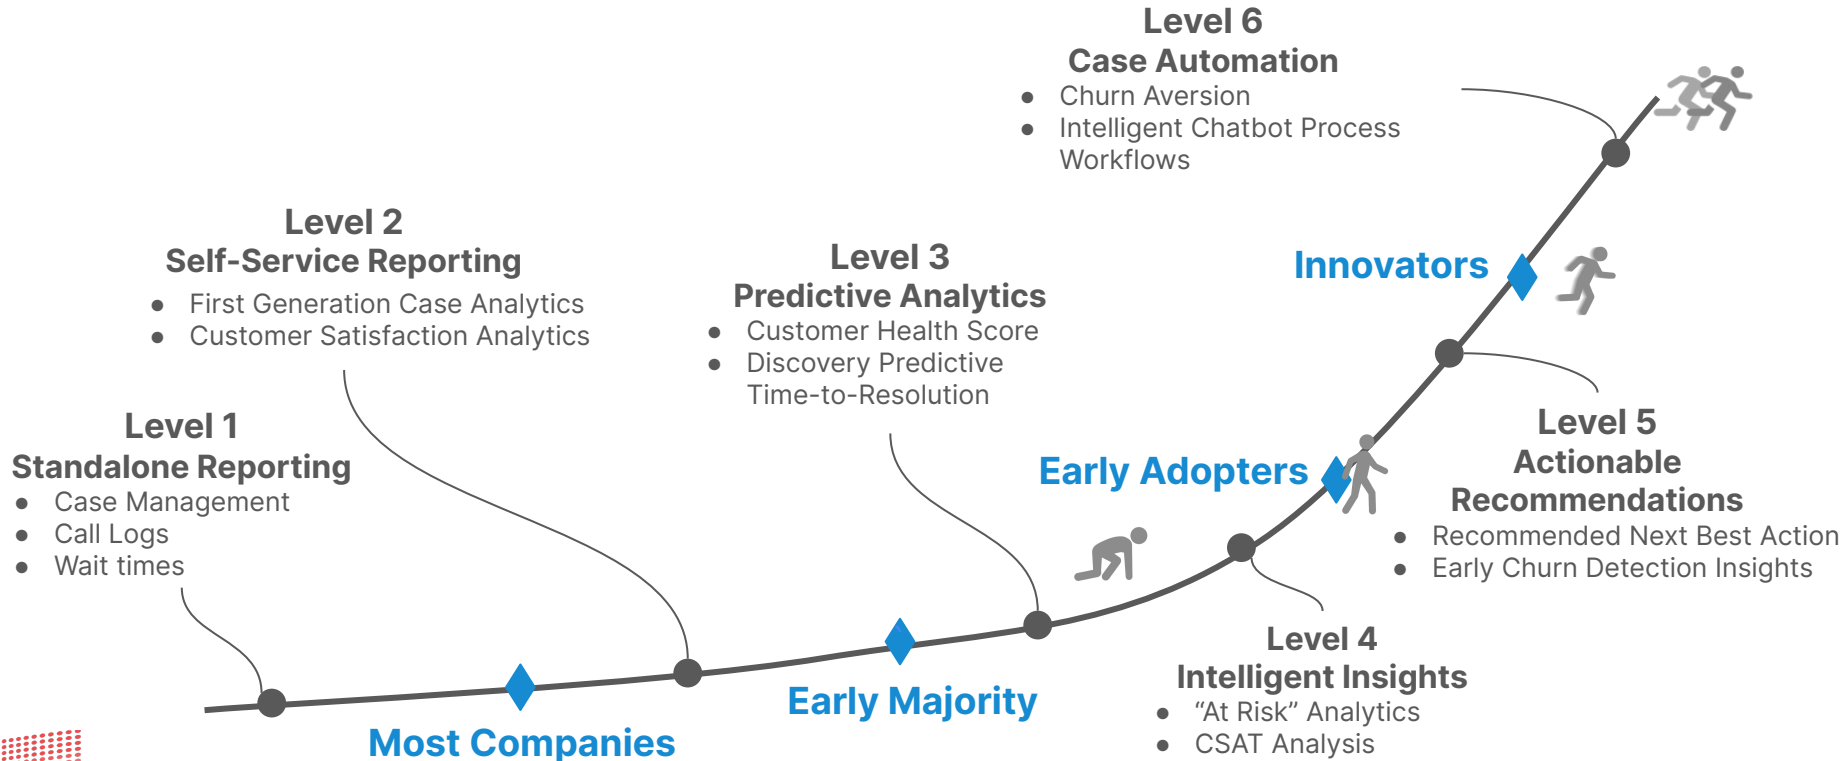 Level 6
Case Automation
● Churn Aversion
● Intelligent Chatbot Process
Workflows
Level 2
Self-Service Reporting
● First Generation Case Analytics
● Customer Satisfaction Analytics
Level 3
Predictive Analytics
● Customer Health Score
● Discovery Predictive
Time-to-Resolution
Innovators
Level 1
Standalone Reporting
● Case Management
● Call Logs
● Wait times
Early Adopters
Level 5
Actionable
Recommendations
● Recommended Next Best Action
● Early Churn Detection Insights
Level 4
Intelligent Insights
● “At Risk” Analytics
● CSAT Analysis
Early Majority
Most Companies